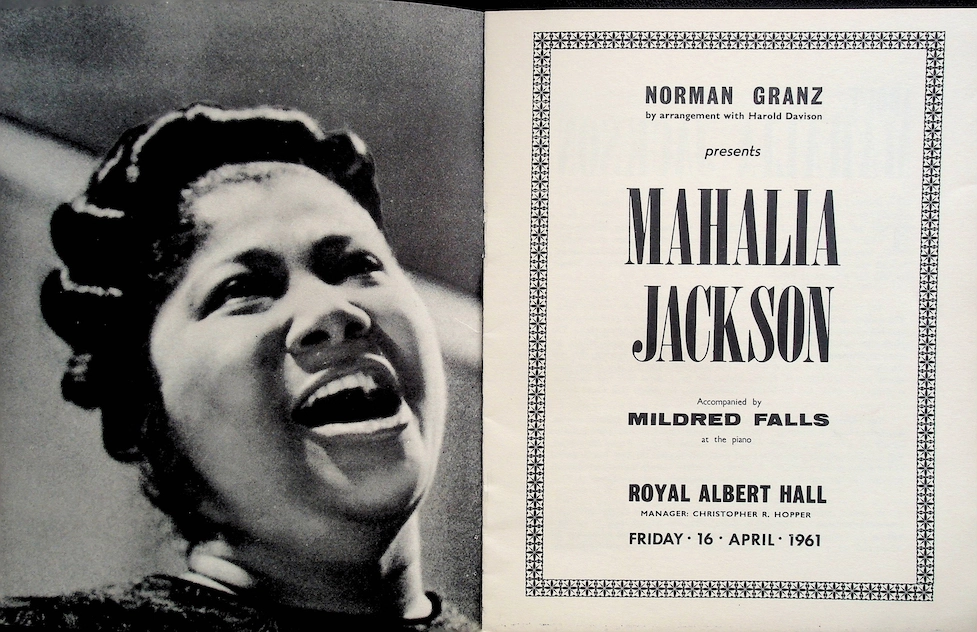 NORMAN GRANZ
by arrangement with Harold Davison
presents
MAHALIA
JACKSON
Accompanied by
MILDRED FALLS
at the piano
ROYAL ALBERT HALL
MANAGER: CHRISTOPHER R. HOPPER
FRIDAY · 16 · APRIL · 1961